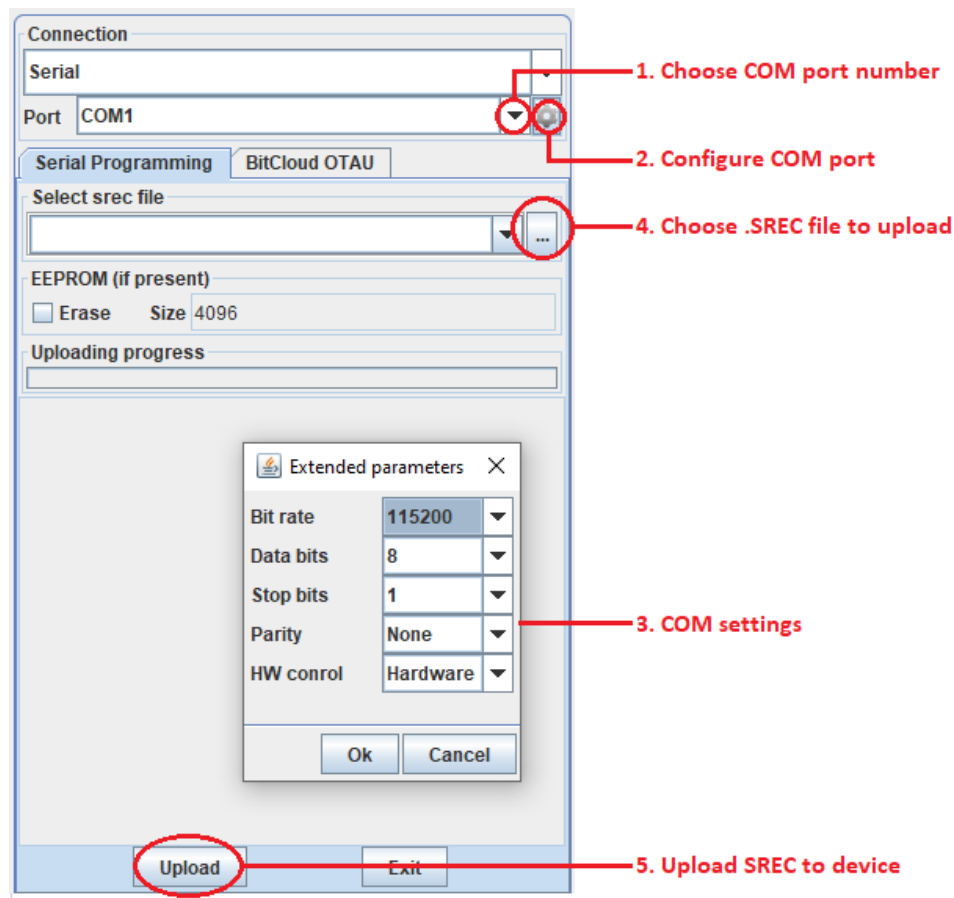 Connection
Serial
1. Choose COM port number
Port COM1
2. Configure COM port
Serial Programming BitCloud OTAU
Select srec file
... 4. Choose .SREC file to upload
EEPROM (if present)
Erase Size 4096
Uploading progress
Extended parameters
Bit rate 115200
Data bits 8
Stop bits 1
3. COM settings
Parity None
HW conrol Hardware
Ok Cancel
Upload Exit 5. Upload SREC to device